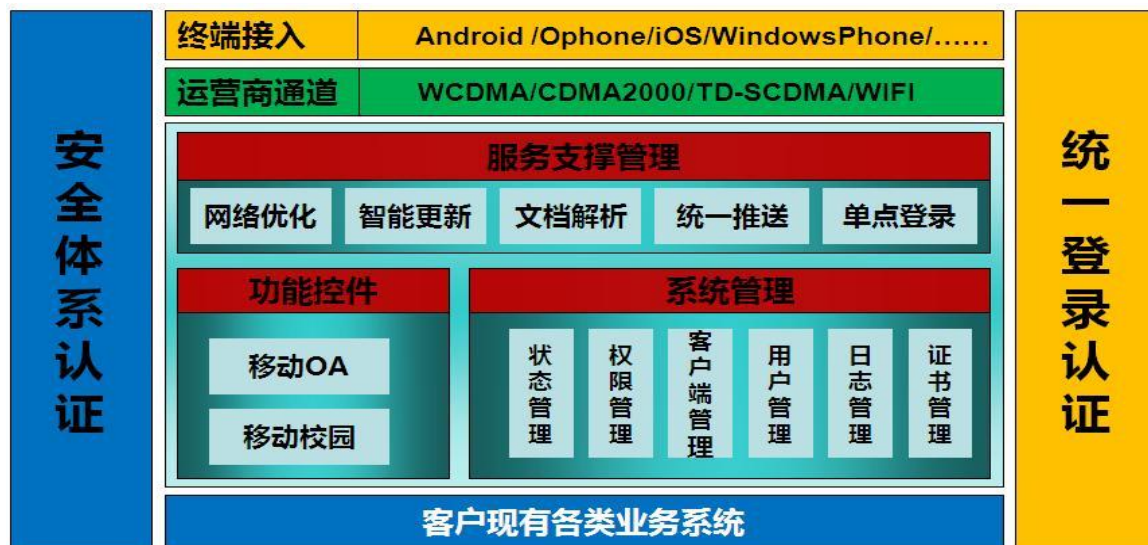 安全体系认证
终端接入
Android /Ophone/iOS/WindowsPhone/……
运营商通道
WCDMA/CDMA2000/TD-SCDMA/WIFI
服务支撑管理
网络优化
智能更新
文档解析
统一推送
单点登录
功能控件
移动OA
移动校园
系统管理
状态管理
权限管理
客户端管理
用户管理
日志管理
证书管理
客户现有各类业务系统
统一登录认证